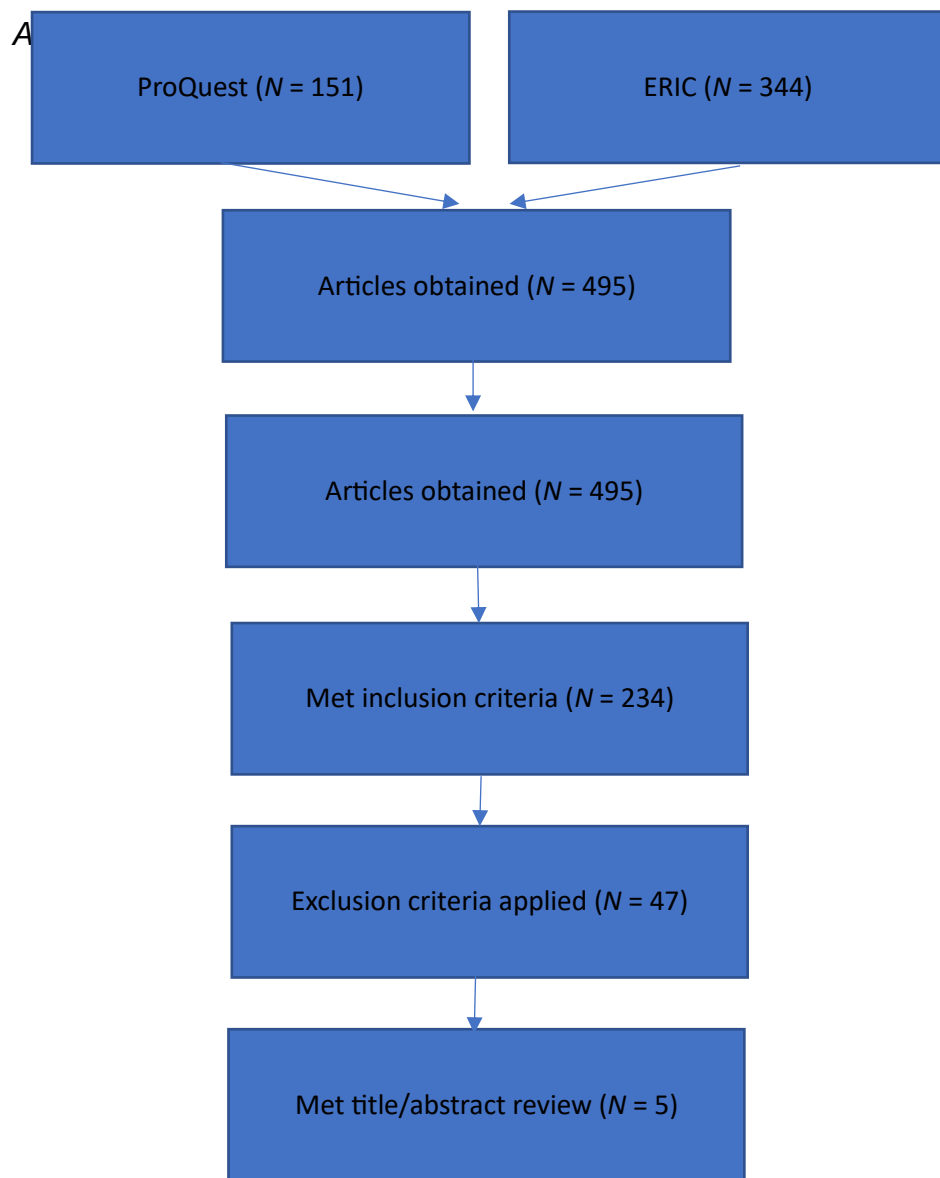 A
ProQuest (N = 151)
ERIC (N = 344)
Articles obtained (N = 495)
Articles obtained (N = 495)
Met inclusion criteria (N = 234)
Exclusion criteria applied (N = 47)
Met title/abstract review (N = 5)